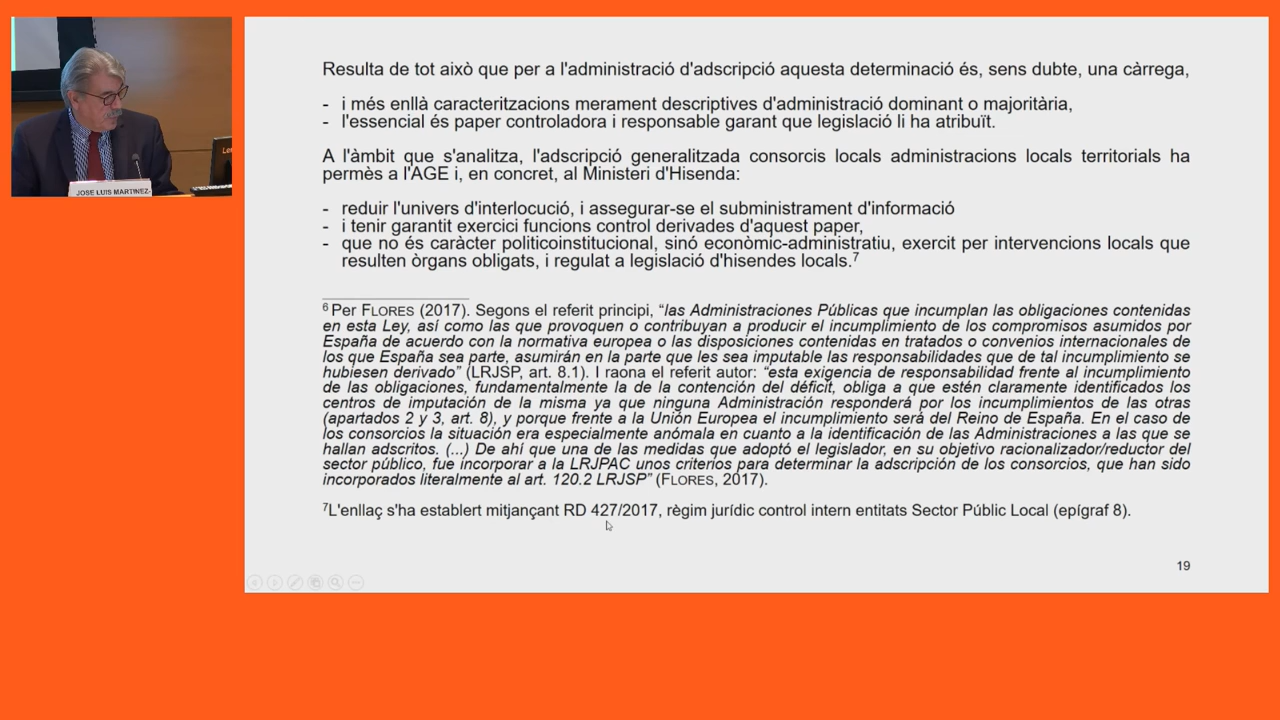 JOSE LUIS MARTINEZ-
Resulta de tot això que per a l'administració d'adscripció aquesta determinació és, sens dubte, una càrrega,
- i més enllà caracteritzacions merament descriptives d'administració dominant o majoritària,
- l'essencial és paper controladora i responsable garant que legislació li ha atribuït.
A l'àmbit que s'analitza, l'adscripció generalitzada consorcis locals administracions locals territorials ha
permès a l'AGE i, en concret, al Ministeri d'Hisenda:
- reduir l'univers d'interlocució, i assegurar-se el subministrament d'informació
- i tenir garantit exercici funcions control derivades d'aquest paper,
- que no és caràcter politicoinstitucional, sinó econòmic-administratiu, exercit per intervencions locals que
resulten òrgans obligats, i regulat a legislació d'hisendes locals.7
6 Per FLORES (2017). Segons el referit principi, “las Administraciones Públicas que incumplan las obligaciones contenidas
en esta Ley, así como las que provoquen o contribuyan a producir el incumplimiento de los compromisos asumidos por
España de acuerdo con la normativa europea o las disposiciones contenidas en tratados o convenios internacionales de
los que España sea parte, asumirán en la parte que les sea imputable las responsabilidades que de tal incumplimiento se
hubiesen derivado” (LRJSP, art. 8.1). I raona el referit autor: “esta exigencia de responsabilidad frente al incumplimiento
de las obligaciones, fundamentalmente la de la contención del déficit, obliga a que estén claramente identificados los
centros de imputación de la misma ya que ninguna Administración responderá por los incumplimientos de las otras
(apartados 2 y 3, art. 8), y porque frente a la Unión Europea el incumplimiento será del Reino de España. En el caso de
los consorcios la situación era especialmente anómala en cuanto a la identificación de las Administraciones a las que se
hallan adscritos. (...) De ahí que una de las medidas que adoptó el legislador, en su objetivo racionalizador/reductor del
sector público, fue incorporar a la LRJPAC unos criterios para determinar la adscripción de los consorcios, que han sido
incorporados literalmente al art. 120.2 LRJSP” (FLORES, 2017).
7L'enllaç s'ha establert mitjançant RD 427/2017, règim jurídic control intern entitats Sector Públic Local (epígraf 8).
19